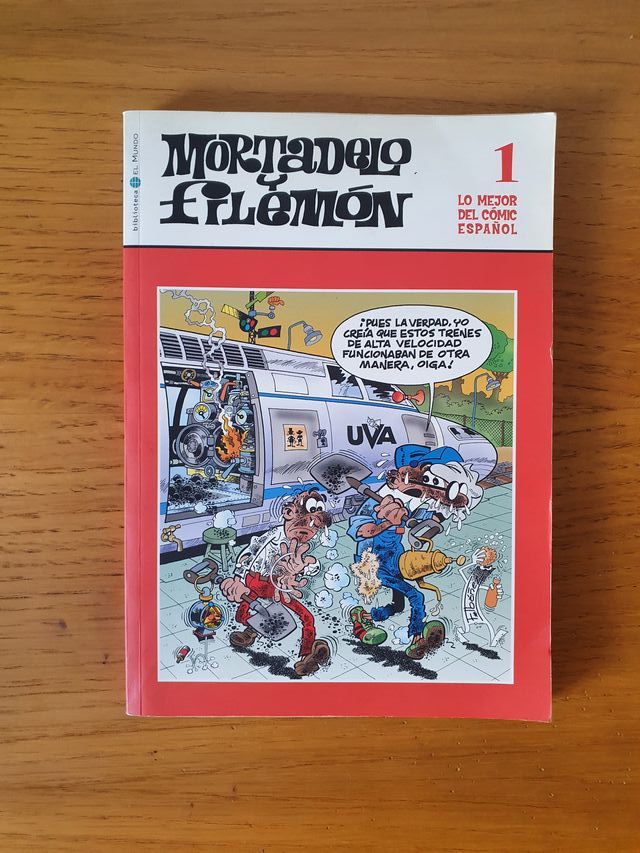 biblioteca EL MUNDO
MORTADELO
Y
FILEMÓN
1
LO MEJOR
DEL CÓMIC
ESPAÑOL
¡PUES LA VERDAD, YO
CREÍA QUE ESTOS TRENES
DE ALTA VELOCIDAD
FUNCIONABAN DE OTRA
MANERA, OIGA!
UVA